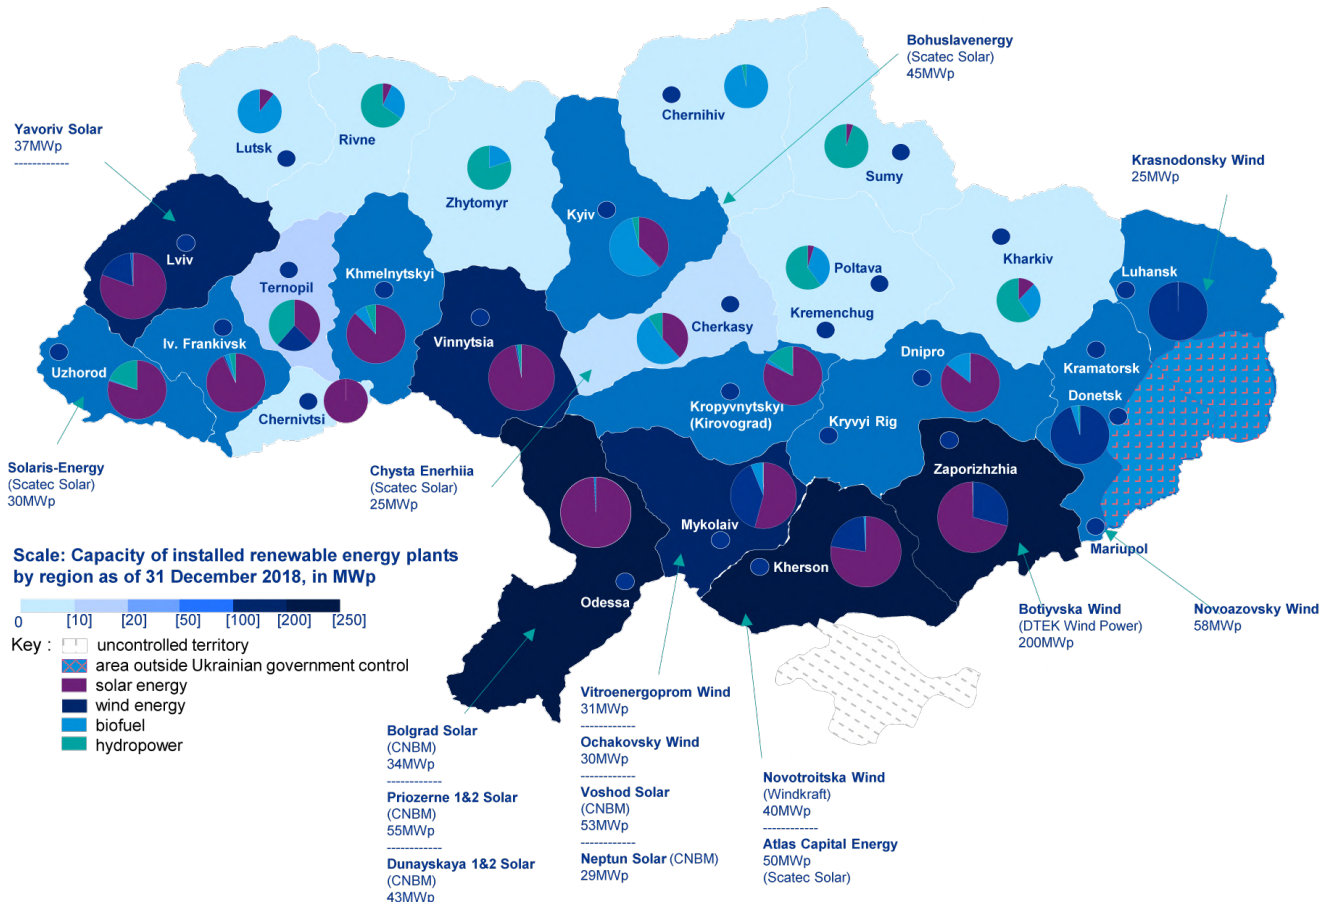 Bohuslavenergy
(Scatec Solar)
45MWp
Yavoriv Solar
37MWp
------------
Chernihiv
Lutsk
Rivne
Sumy
Krasnodonsky Wind
25MWp
Zhytomyr
Kyiv
Lviv
Ternopil
Khmelnytskyi
Poltava
Kharkiv
Luhansk
Cherkasy
Kremenchug
Iv. Frankivsk
Vinnytsia
Uzhorod
Dnipro
Kramatorsk
Donetsk
Chernivtsi
Kropyvnytskyi
(Kirovograd)
Kryvyi Rig
Solaris-Energy
(Scatec Solar)
30MWp
Chysta Enerhiia
(Scatec Solar)
25MWp
Zaporizhzhia
Mykolaiv
Mariupol
Kherson
Odessa
Scale: Capacity of installed renewable energy plants
by region as of 31 December 2018, in MWp
0 [10] [20] [50] [100] [200] [250]
Key :
uncontrolled territory
area outside Ukrainian government control
solar energy
wind energy
biofuel
hydropower
Botiyvska Wind
(DTEK Wind Power)
200MWp
Novoazovsky Wind
58MWp
Bolgrad Solar
(CNBM)
34MWp
------------
Priozerne 1&2 Solar
(CNBM)
55MWp
------------
Dunayskaya 1&2 Solar
(CNBM)
43MWp
Vitroenergoprom Wind
31MWp
------------
Ochakovsky Wind
30MWp
------------
Voshod Solar
(CNBM)
53MWp
------------
Neptun Solar (CNBM)
29MWp
Novotroitska Wind
(Windkraft)
40MWp
------------
Atlas Capital Energy
50MWp
(Scatec Solar)